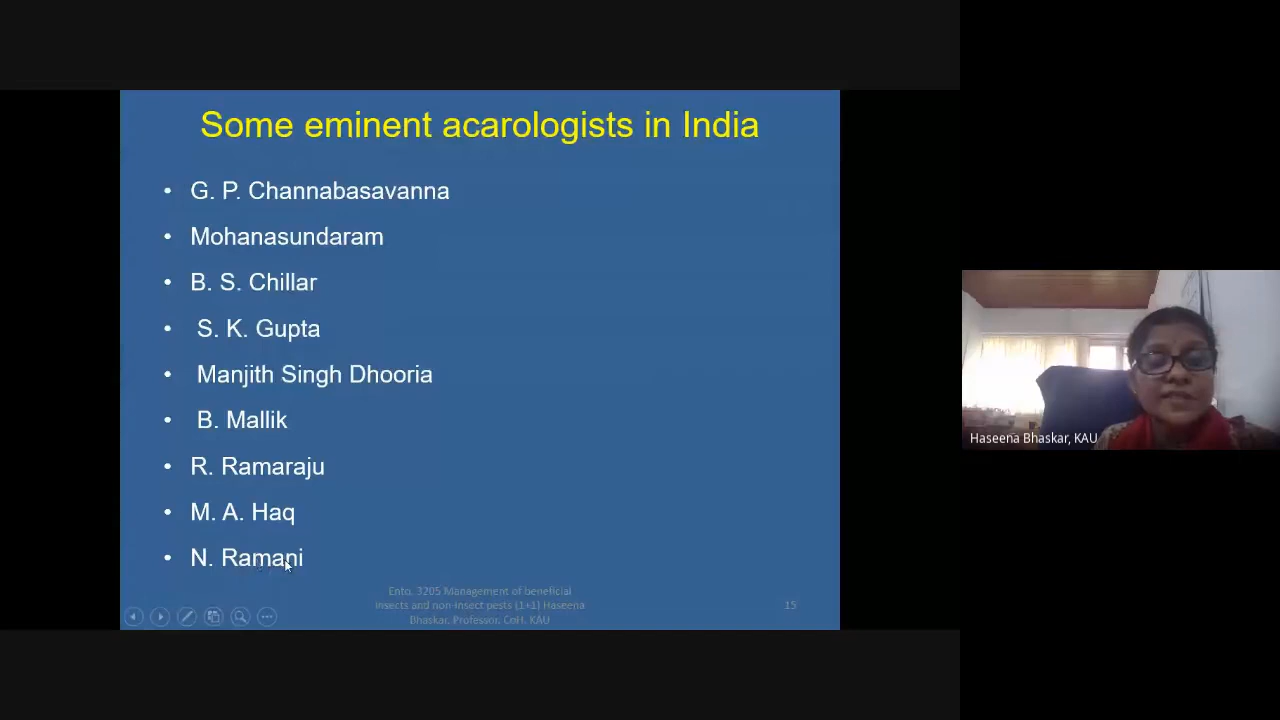 Some eminent acarologists in India
• G. P. Channabasavanna
• Mohanasundaram
• B. S. Chillar
• S. K. Gupta
• Manjith Singh Dhooria
• B. Mallik
• R. Ramaraju
• M. A. Haq
• N. Ramani
Ento. 3205 Management of beneficial
insects and non-insect pests (1+1) Haseena
Bhaskar, Professor, CoH, KAU
15
Haseena Bhaskar, KAU